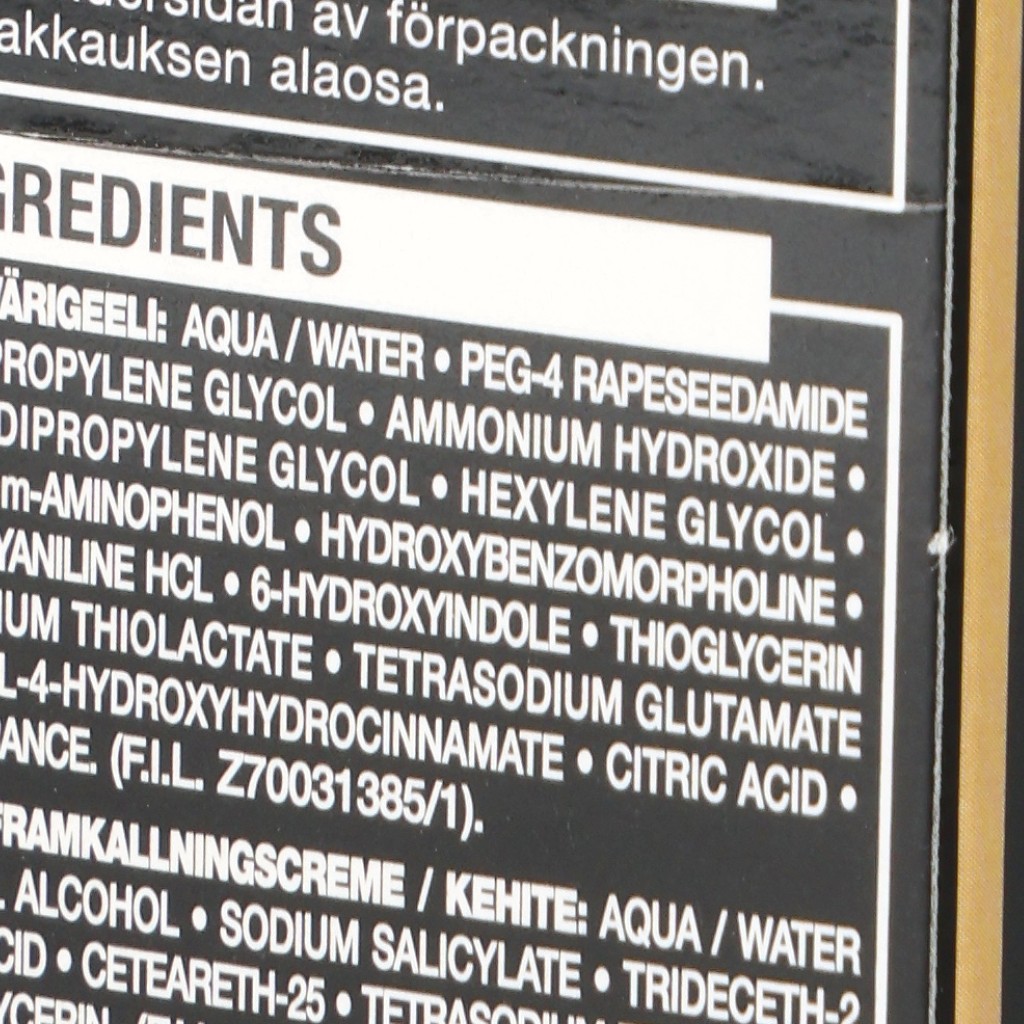 av förpackningen.
akkauksen alaosa.
GREDIENTS
VÄRIGEELI: AQUA / WATER • PEG-4 RAPESEEDAMIDE
PROPYLENE GLYCOL • AMMONIUM HYDROXIDE •
DIPROPYLENE GLYCOL • HEXYLENE GLYCOL •
m-AMINOPHENOL • HYDROXYBENZOMORPHOLINE •
YANILINE HCL • 6-HYDROXYINDOLE • THIOGLYCERIN
IUM THIOLACTATE • TETRASODIUM GLUTAMATE
L-4-HYDROXYHYDROCINNAMATE • CITRIC ACID •
ANCE. (F.I.L. Z70031385/1).
FRAMKALLNINGSCREME / KEHITE: AQUA / WATER
ALCOHOL • SODIUM SALICYLATE • TRIDECETH-2
CID • CETEARETH-25 • TETRASODIUM
YCERIN